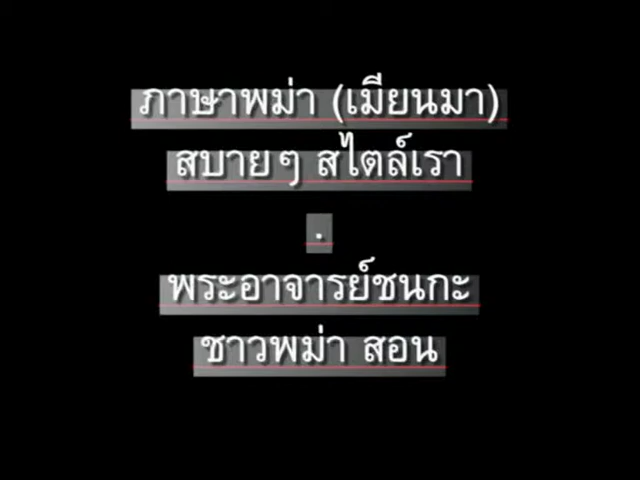 ภาษาพม่า (เมียนมา)
สบายๆ สไตล์เรา
.
พระอาจารย์ชนกะ
ชาวพม่า สอน